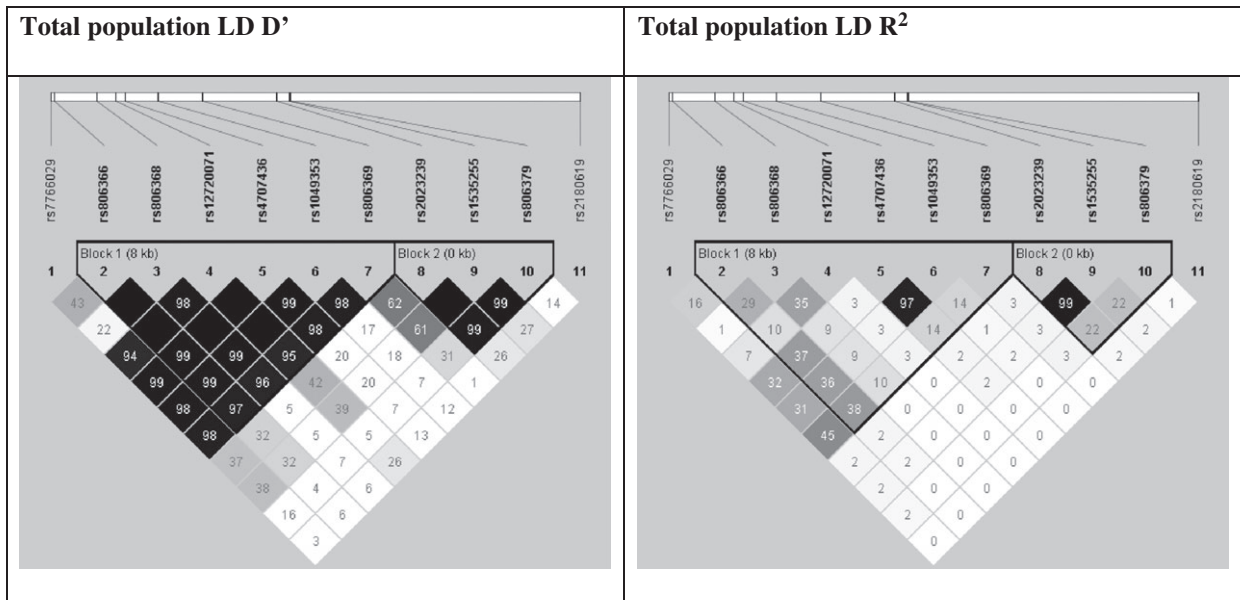 Total population LD D’
rs7766029
rs806366
rs806368
rs12720071
rs4707436
rs1049353
rs806369
rs2023239
rs1535255
rs806379
rs2180619
Block 1 (8 kb) Block 2 (0 kb)
1 2 3 4 5 6 7 8 9 10 11
43 98 99 98 62 99 14
22 98 17 61 99 27
94 99 99 95 20 18 31 26
99 99 96 42 20 7 1
98 97 5 39 7 12
98 32 5 5 13
37 32 7 26
38 4 6
16 6
3
Total population LD R²
rs7766029
rs806366
rs806368
rs12720071
rs4707436
rs1049353
rs806369
rs2023239
rs1535255
rs806379
rs2180619
Block 1 (8 kb) Block 2 (0 kb)
1 2 3 4 5 6 7 8 9 10 11
16 29 35 3 97 14 3 99 22 1
1 10 9 3 14 1 3 22 2
7 37 9 3 2 2 3 2
32 36 10 0 2 0 0
31 38 0 0 0 0
45 2 0 0 0
2 2 0 0
2 0 0
2 0
0